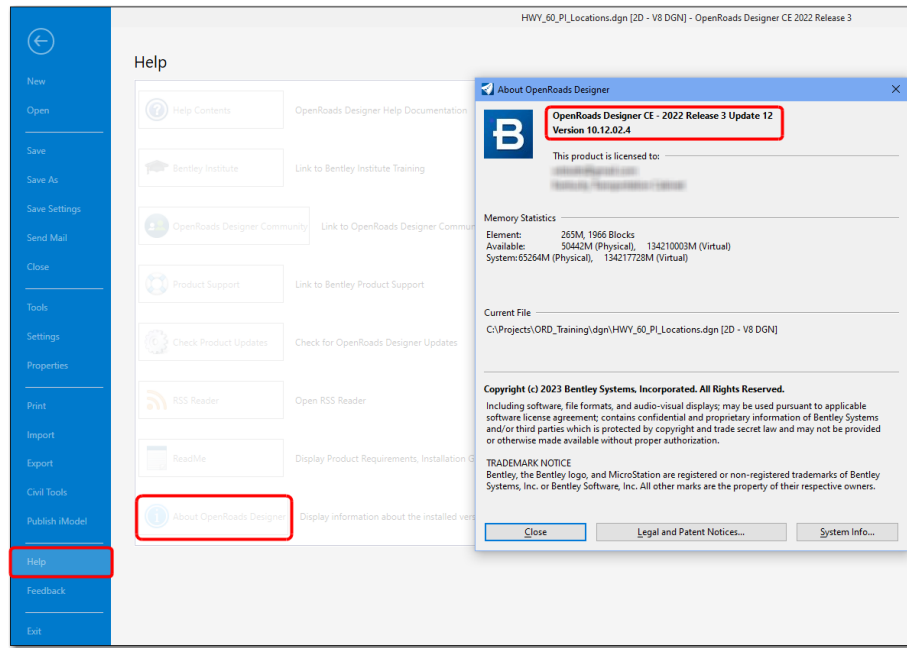 HWY_60_PI_Locations.dgn [2D - V8 DGN] - OpenRoads Designer CE 2022 Release 3
Help
New
Open
Save
Save As
Save Settings
Send Mail
Close
Tools
Settings
Properties
Print
Import
Export
Civil Tools
Publish iModel
Help
Feedback
Exit
Help Contents OpenRoads Designer Help Documentation
Bentley Institute Link to Bentley Institute Training
OpenRoads Designer Community Link to OpenRoads Designer Commun
Product Support Link to Bentley Product Support
Check Product Updates Check for OpenRoads Designer Updates
RSS Reader Open RSS Reader
ReadMe Display Product Requirements, Installation G
About OpenRoads Designer Display information about the installed vers
About OpenRoads Designer
B
OpenRoads Designer CE - 2022 Release 3 Update 12
Version 10.12.02.4
This product is licensed to:
Memory Statistics
Element: 265M, 1966 Blocks
Available: 50442M (Physical), 134210003M (Virtual)
System: 65264M (Physical), 134217728M (Virtual)
Current File
C:\Projects\ORD_Training\dgn\HWY_60_PI_Locations.dgn [2D - V8 DGN]
Copyright (c) 2023 Bentley Systems, Incorporated. All Rights Reserved.
Including software, file formats, and audio-visual displays; may be used pursuant to applicable
software license agreement; contains confidential and proprietary information of Bentley Systems
and/or third parties which is protected by copyright and trade secret law and may not be provided
or otherwise made available without proper authorization.
TRADEMARK NOTICE
Bentley, the Bentley logo, and MicroStation are registered or non-registered trademarks of Bentley
Systems, Inc. or Bentley Software, Inc. All other marks are the property of their respective owners.
Close Legal and Patent Notices... System Info...